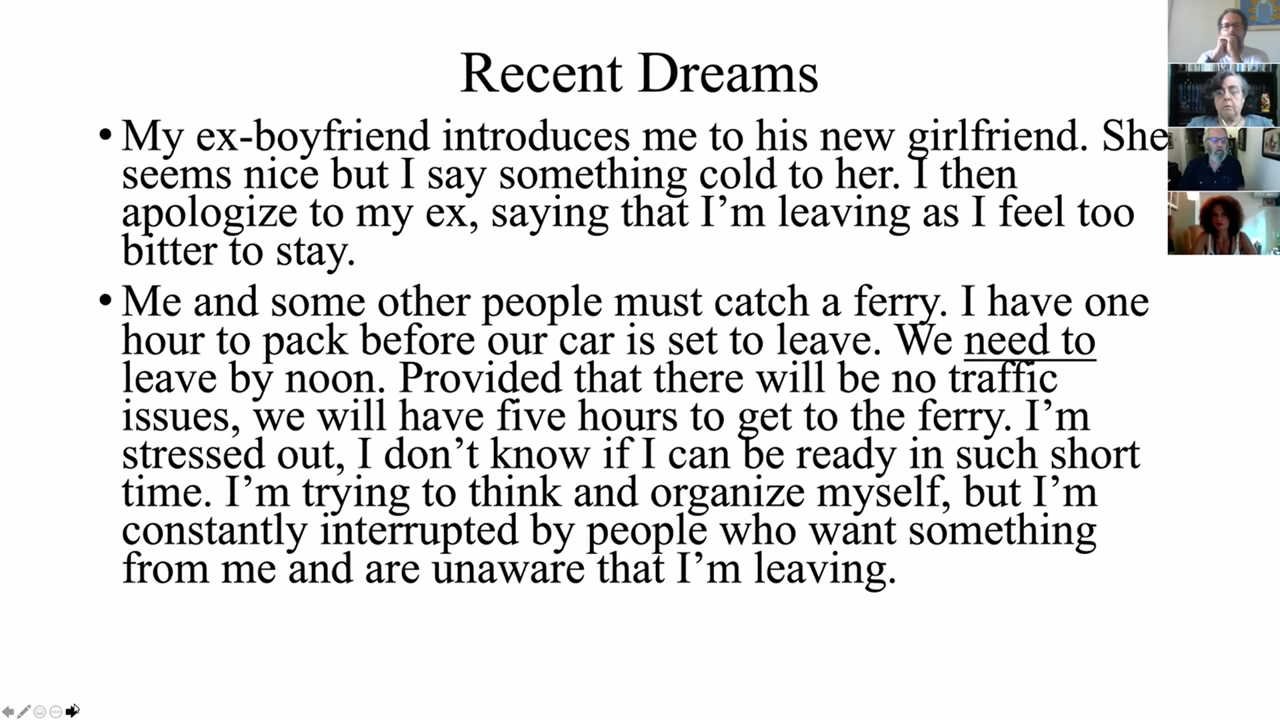 Recent Dreams
• My ex-boyfriend introduces me to his new girlfriend. She
seems nice but I say something cold to her. I then
apologize to my ex, saying that I’m leaving as I feel too
bitter to stay.
• Me and some other people must catch a ferry. I have one
hour to pack before our car is set to leave. We need to
leave by noon. Provided that there will be no traffic
issues, we will have five hours to get to the ferry. I’m
stressed out, I don’t know if I can be ready in such short
time. I’m trying to think and organize myself, but I’m
constantly interrupted by people who want something
from me and are unaware that I’m leaving.